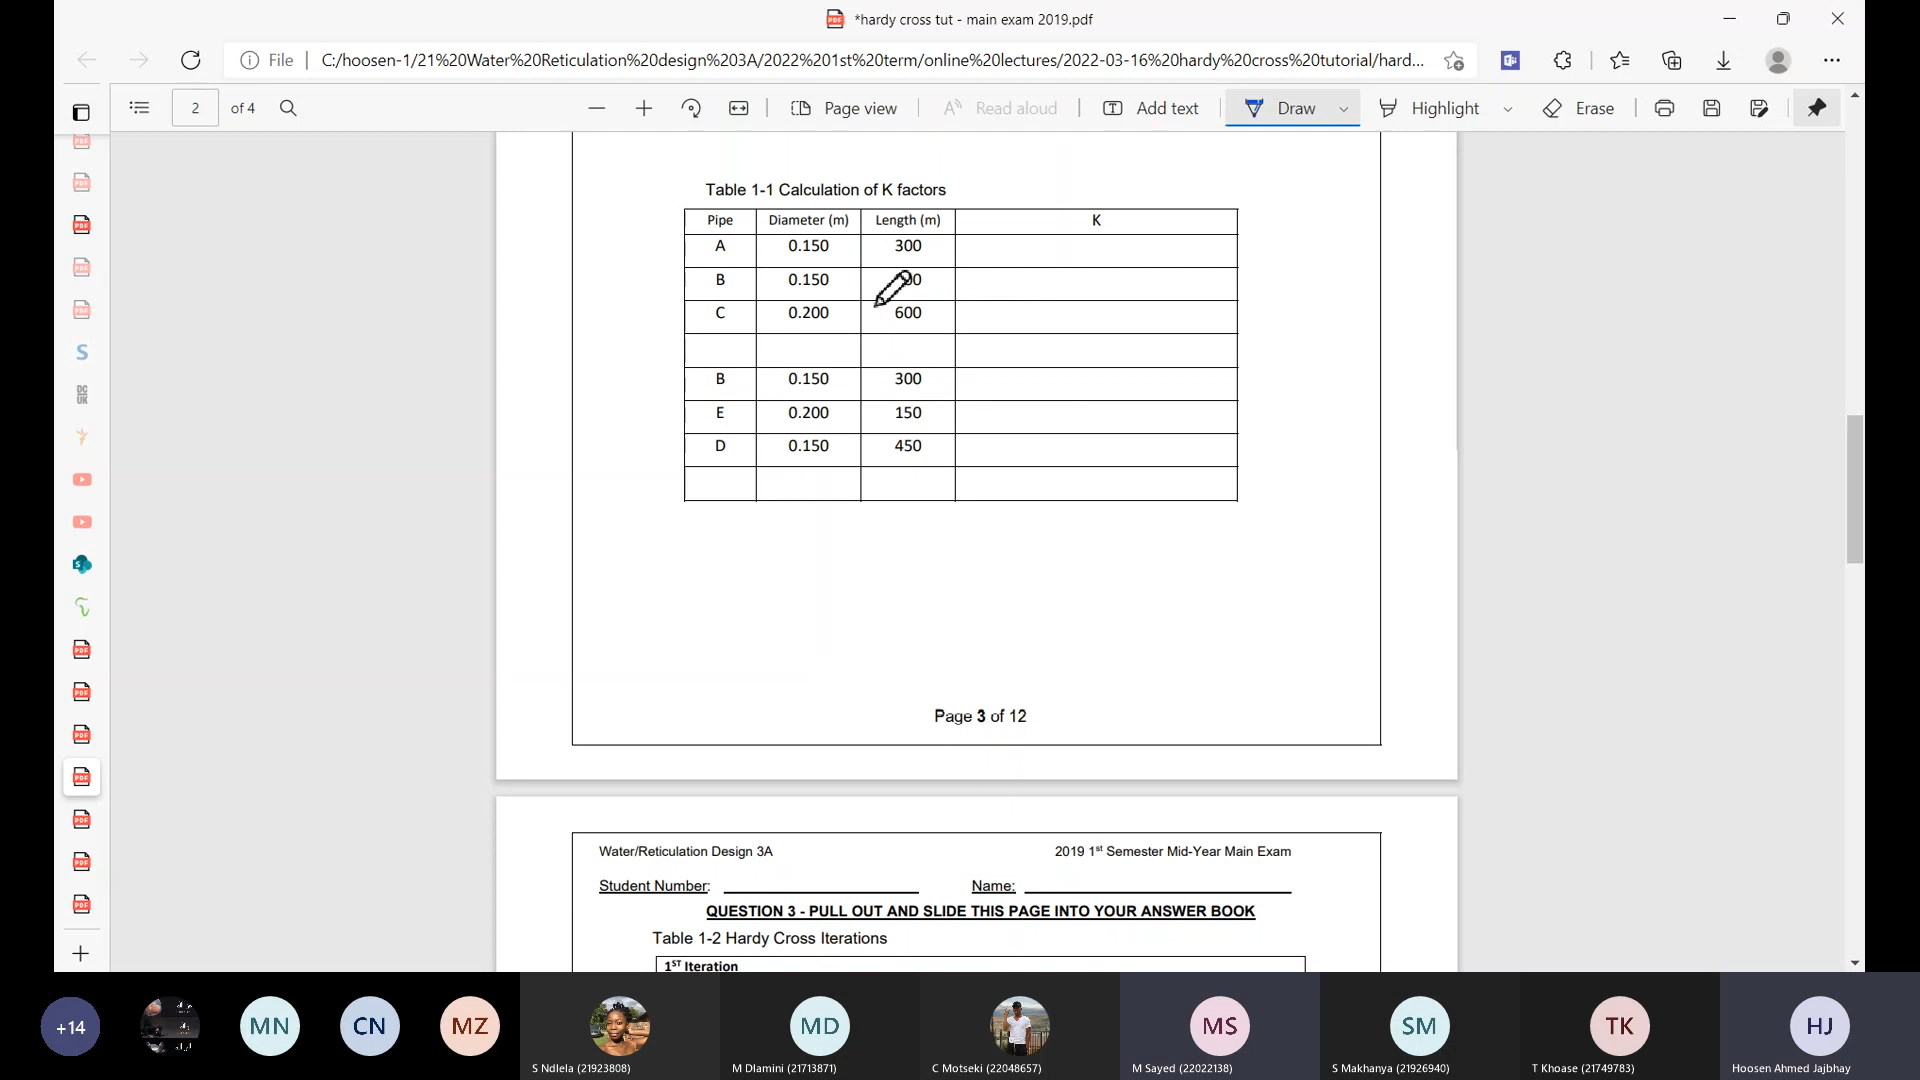 *hardy cross tut - main exam 2019.pdf
File C:/hoosen-1/21%20Water%20Reticulation%20design%203A/2022%201st%20term/online%20lectures/2022-03-16%20hardy%20cross%20tutorial/hard...
2 of 4 Page view Read aloud Add text Draw Highlight Erase
Table 1-1 Calculation of K factors
Pipe Diameter (m) Length (m) K
A 0.150 300
B 0.150
C 0.200 600
B 0.150 300
E 0.200 150
D 0.150 450
Page 3 of 12
Water/Reticulation Design 3A 2019 1st Semester Mid-Year Main Exam
Student Number: Name:
QUESTION 3 - PULL OUT AND SLIDE THIS PAGE INTO YOUR ANSWER BOOK
Table 1-2 Hardy Cross Iterations
1ST Iteration
+14 MN CN MZ MD MS SM TK HJ
S Ndlela (21923808) M Dlamini (21713871) C Motseki (22048657) M Sayed (22022138) S Makhanya (21926940) T Khoase (21749783) Hoosen Ahmed Jajbhay